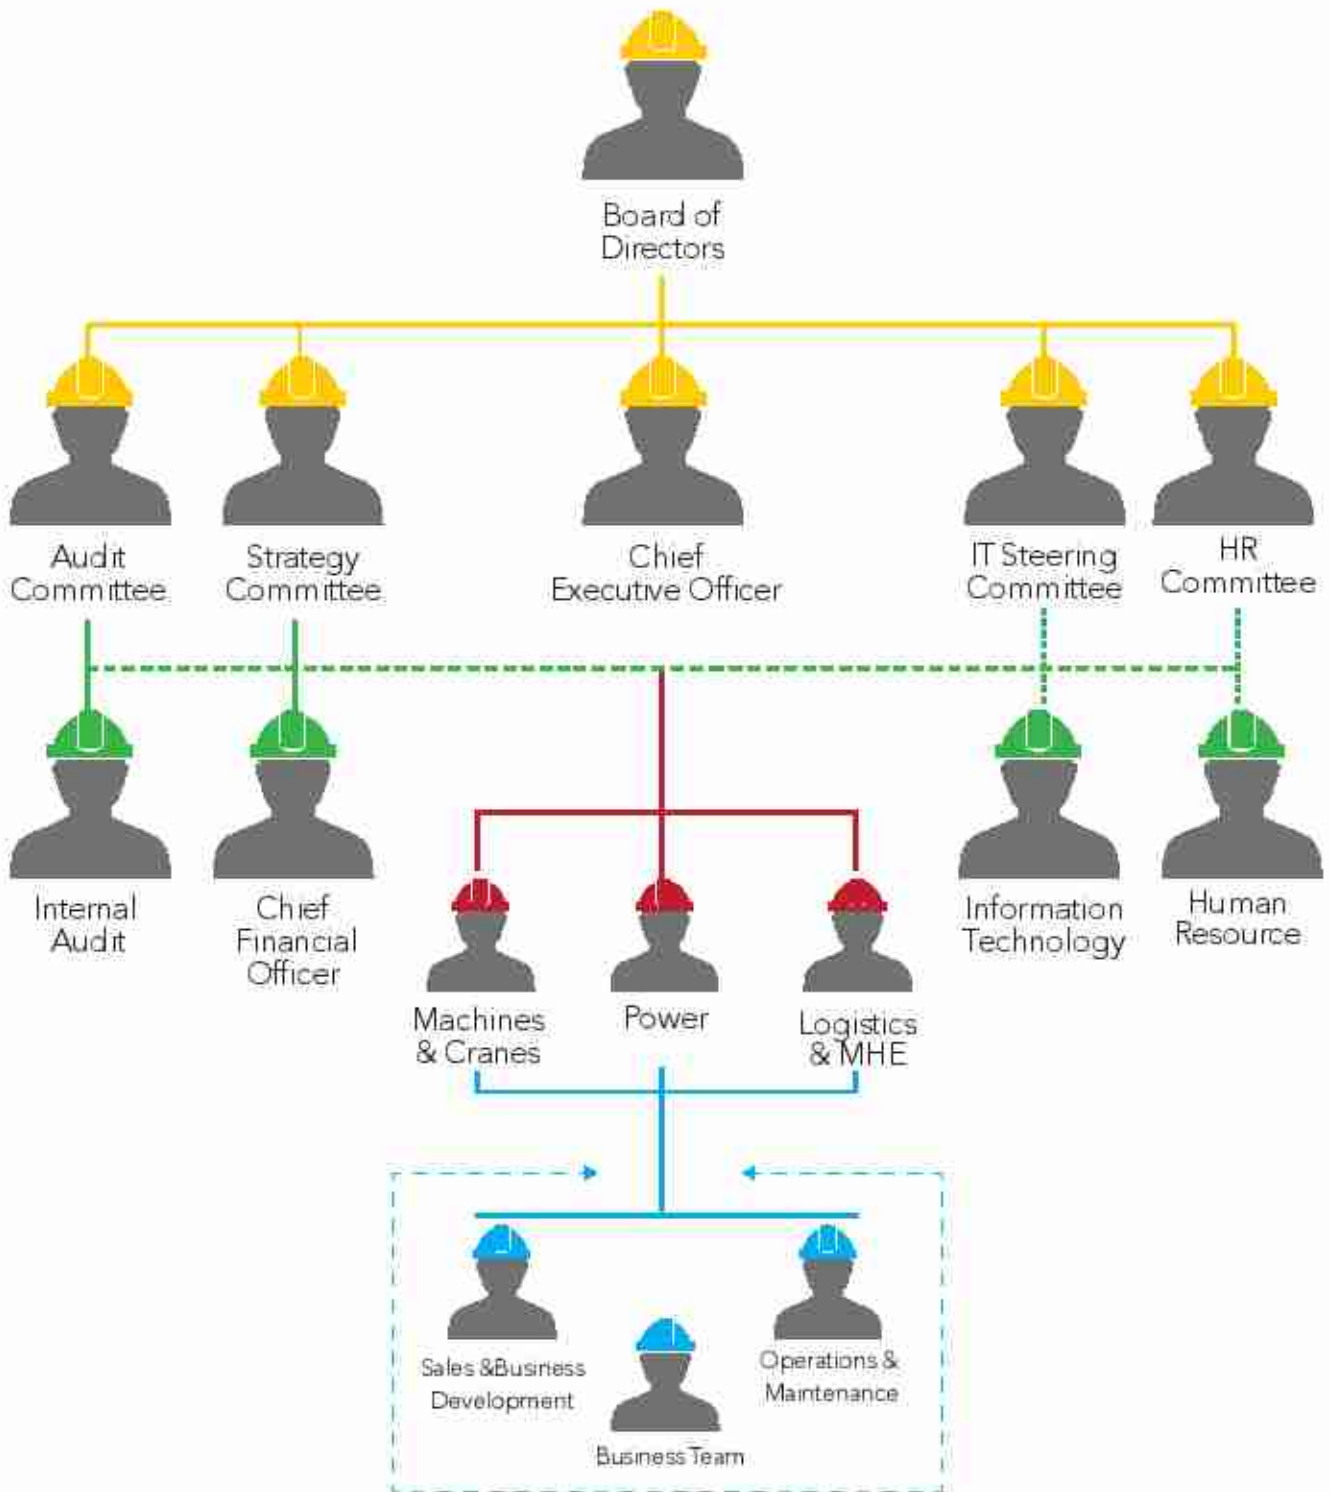 Board of
Directors
Audit
Committee
Strategy
Committee
Chief
Executive Officer
IT Steering
Committee
HR
Committee
Internal
Audit
Chief
Financial
Officer
Machines
& Cranes
Power
Logistics
& MHE
Information
Technology
Human
Resource
Sales &Business
Development
Business Team
Operations &
Maintenance